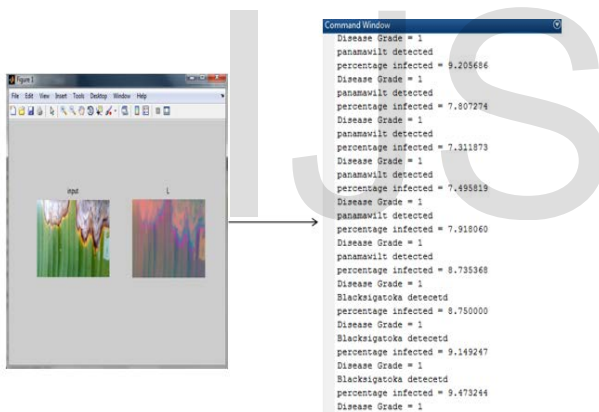 Figure 1
File Edit View Insert Tools Desktop Window Help
input
L
Command Window
Disease Grade = 1
panamawilt detected
percentage infected = 9.205686
Disease Grade = 1
panamawilt detected
percentage infected = 7.807274
Disease Grade = 1
panamawilt detected
percentage infected = 7.311873
Disease Grade = 1
panamawilt detected
percentage infected = 7.495819
Disease Grade = 1
panamawilt detected
percentage infected = 7.918060
Disease Grade = 1
panamawilt detected
percentage infected = 8.735368
Disease Grade = 1
Blacksigatoka detecetd
percentage infected = 8.750000
Disease Grade = 1
Blacksigatoka detecetd
percentage infected = 9.149247
Disease Grade = 1
Blacksigatoka detecetd
percentage infected = 9.473244
Disease Grade = 1
IJS